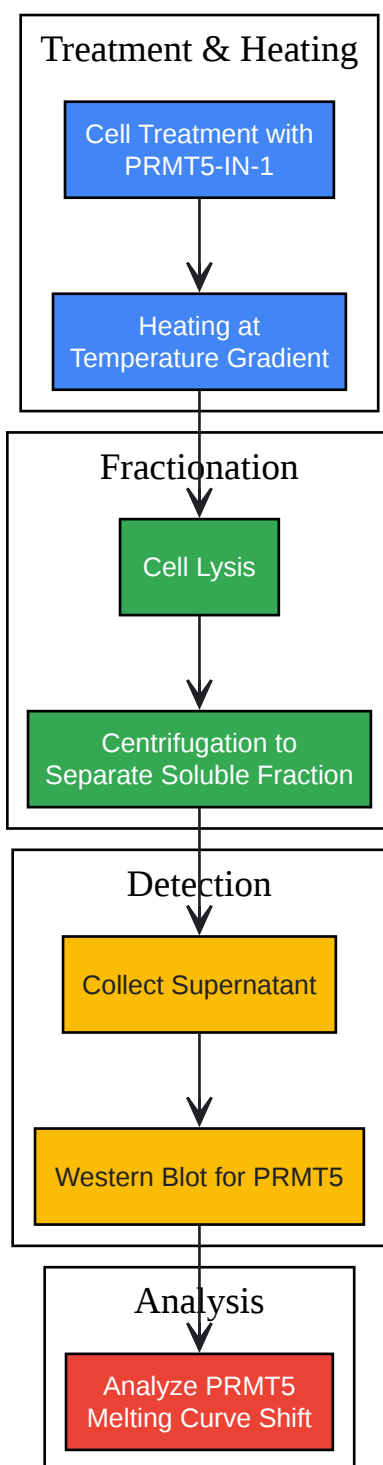 Treatment & Heating
Cell Treatment with
PRMT5-IN-1
Heating at
Temperature Gradient
Fractionation
Cell Lysis
Centrifugation to
Separate Soluble Fraction
Detection
Collect Supernatant
Western Blot for PRMT5
Analysis
Analyze PRMT5
Melting Curve Shift